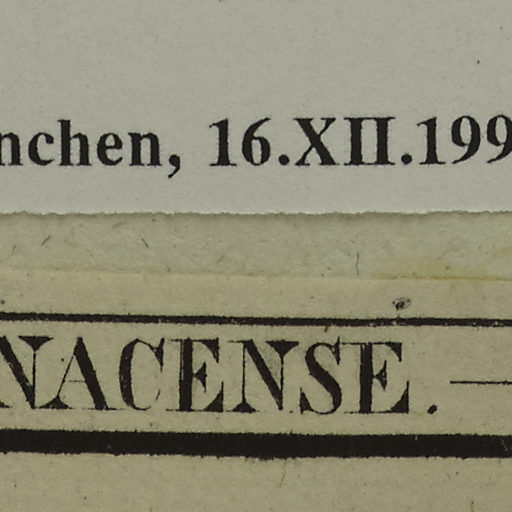 nchen, 16.XII.199
NACENSE. —